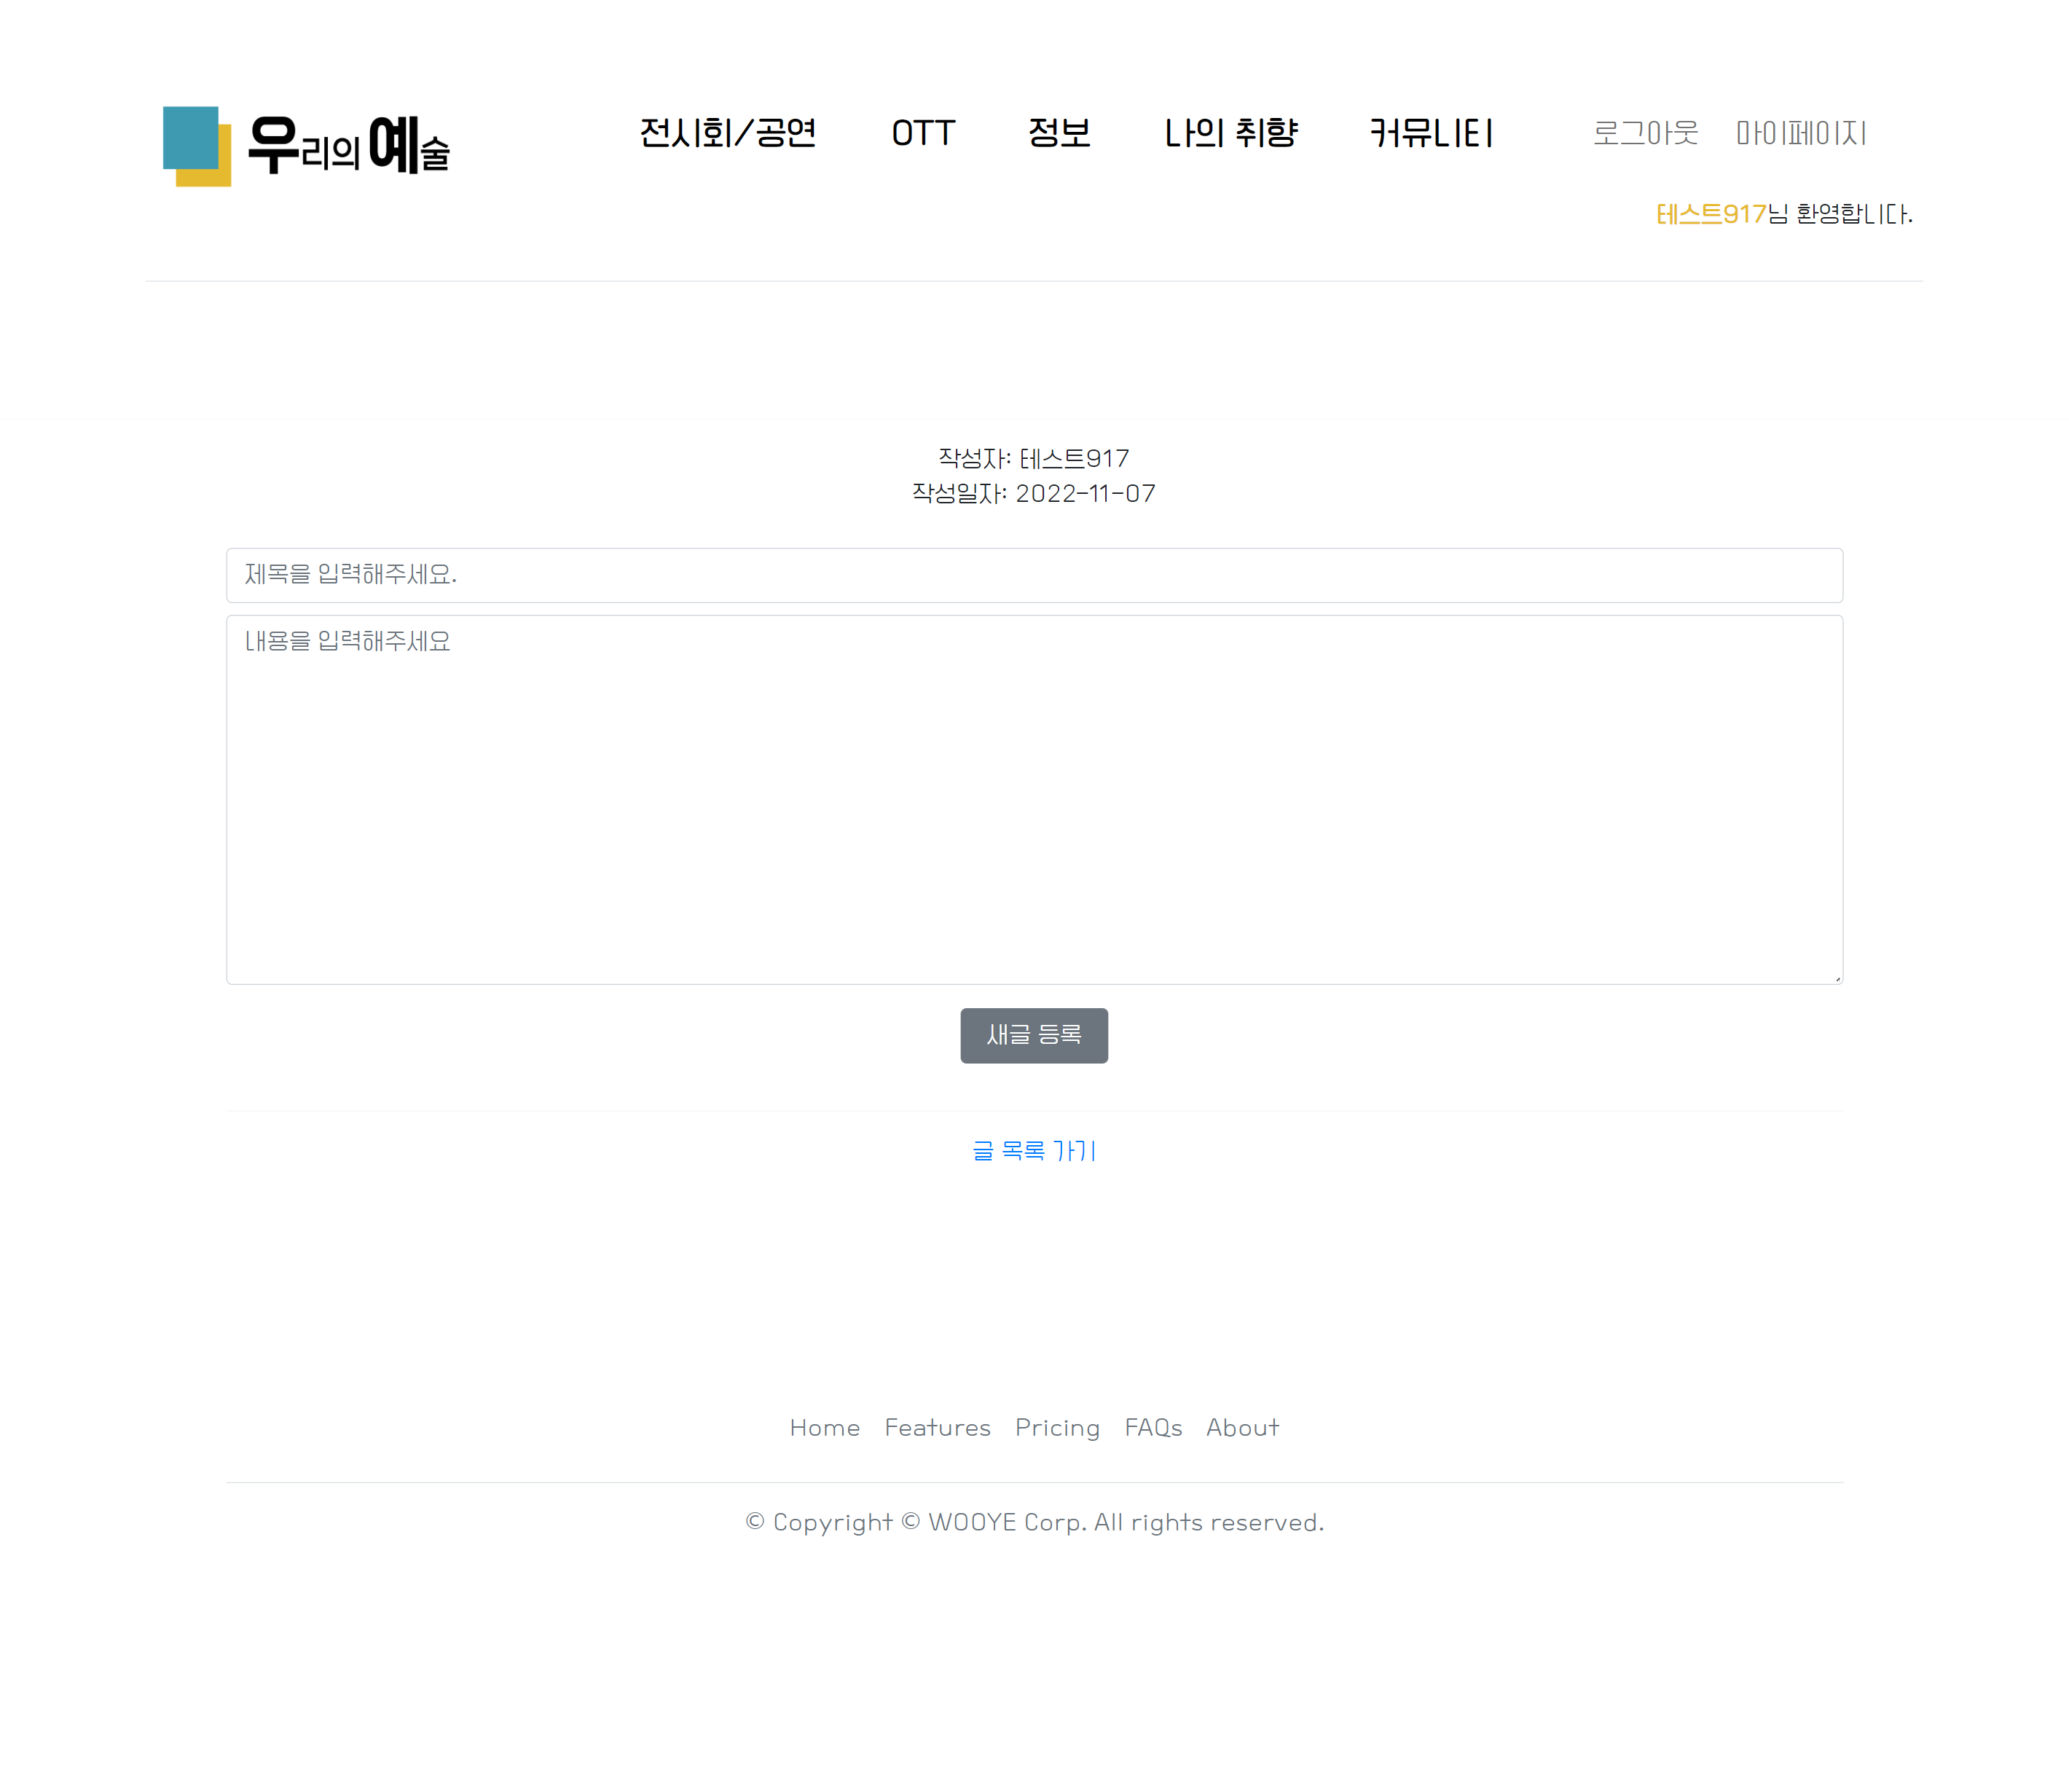 우리의 예술
전시회/공연 OTT 정보 나의 취향 커뮤니티 로그아웃 마이페이지
테스트917님 환영합니다.
작성자: 테스트917
작성일자: 2022-11-07
제목을 입력해주세요.
내용을 입력해주세요
새글 등록
글 목록 가기
Home Features Pricing FAQs About
© Copyright © WOOYE Corp. All rights reserved.